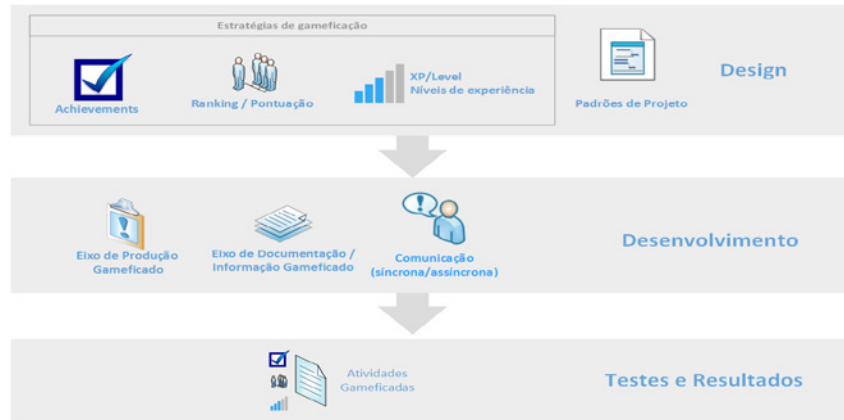 Estratégias de gameficação
Achievements
Ranking / Pontuação
XP/Level
Níveis de experiência
Padrões de Projeto
Design
Eixo de Produção
Gameficado
Eixo de Documentação /
Informação Gameficado
Comunicação
(síncrona/assíncrona)
Desenvolvimento
Atividades
Gameficadas
Testes e Resultados